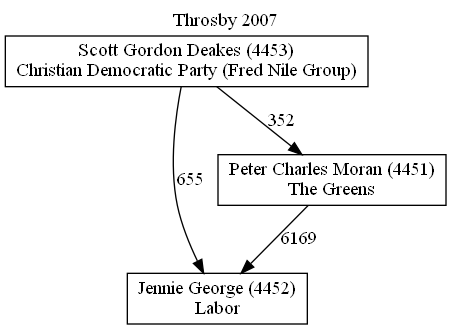 Throsby 2007
Scott Gordon Deakes (4453)
Christian Democratic Party (Fred Nile Group)
352
Peter Charles Moran (4451)
The Greens
655
6169
Jennie George (4452)
Labor